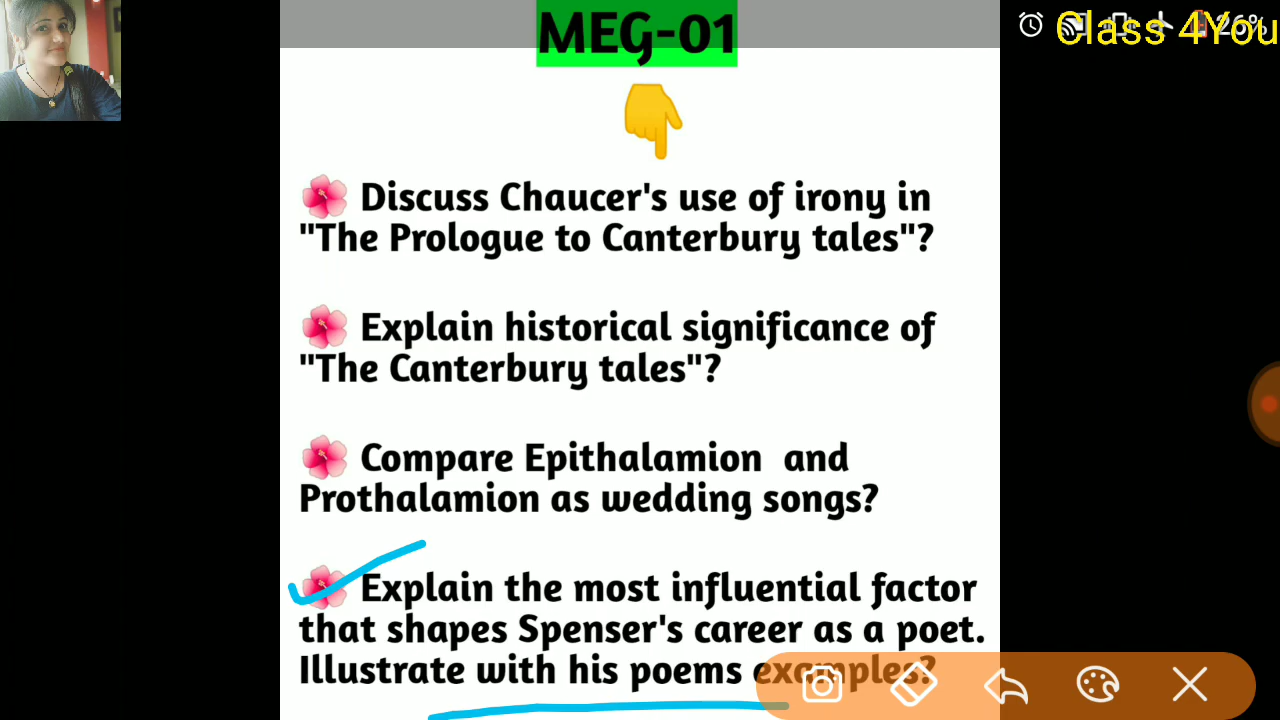 MEG-01
26%
Class 4You
Discuss Chaucer's use of irony in
"The Prologue to Canterbury tales"?
Explain historical significance of
"The Canterbury tales"?
Compare Epithalamion and
Prothalamion as wedding songs?
Explain the most influential factor
that shapes Spenser's career as a poet.
Illustrate with his poems examples?